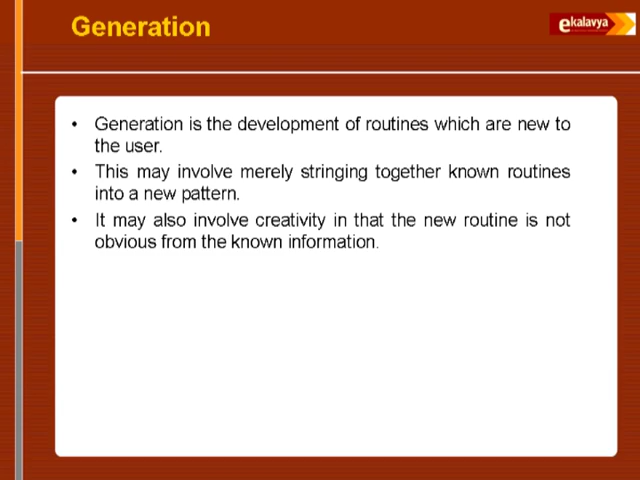 Generation
ekalavya
• Generation is the development of routines which are new to
the user.
• This may involve merely stringing together known routines
into a new pattern.
• It may also involve creativity in that the new routine is not
obvious from the known information.